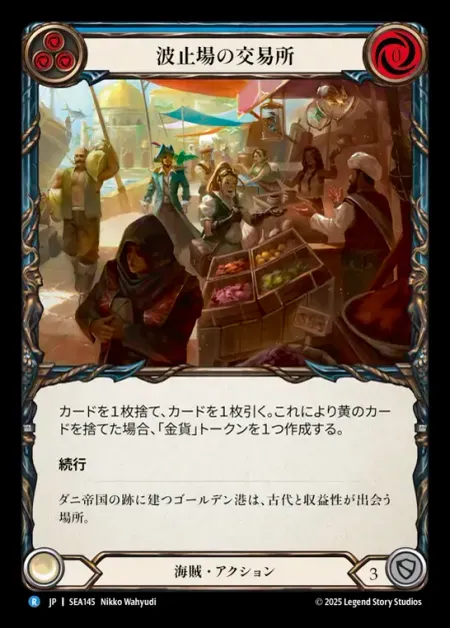 波止場の交易所
0
カードを1枚捨て、カードを1枚引く。これにより黄のカー
ドを捨てた場合、「金貨」トークンを1つ作成する。
続行
ダニ帝国の跡に建つゴールデン港は、古代と収益性が出会う
場所。
海賊・アクション
3
R JP | SEA145 Nikko Wahyudi
© 2025 Legend Story Studios